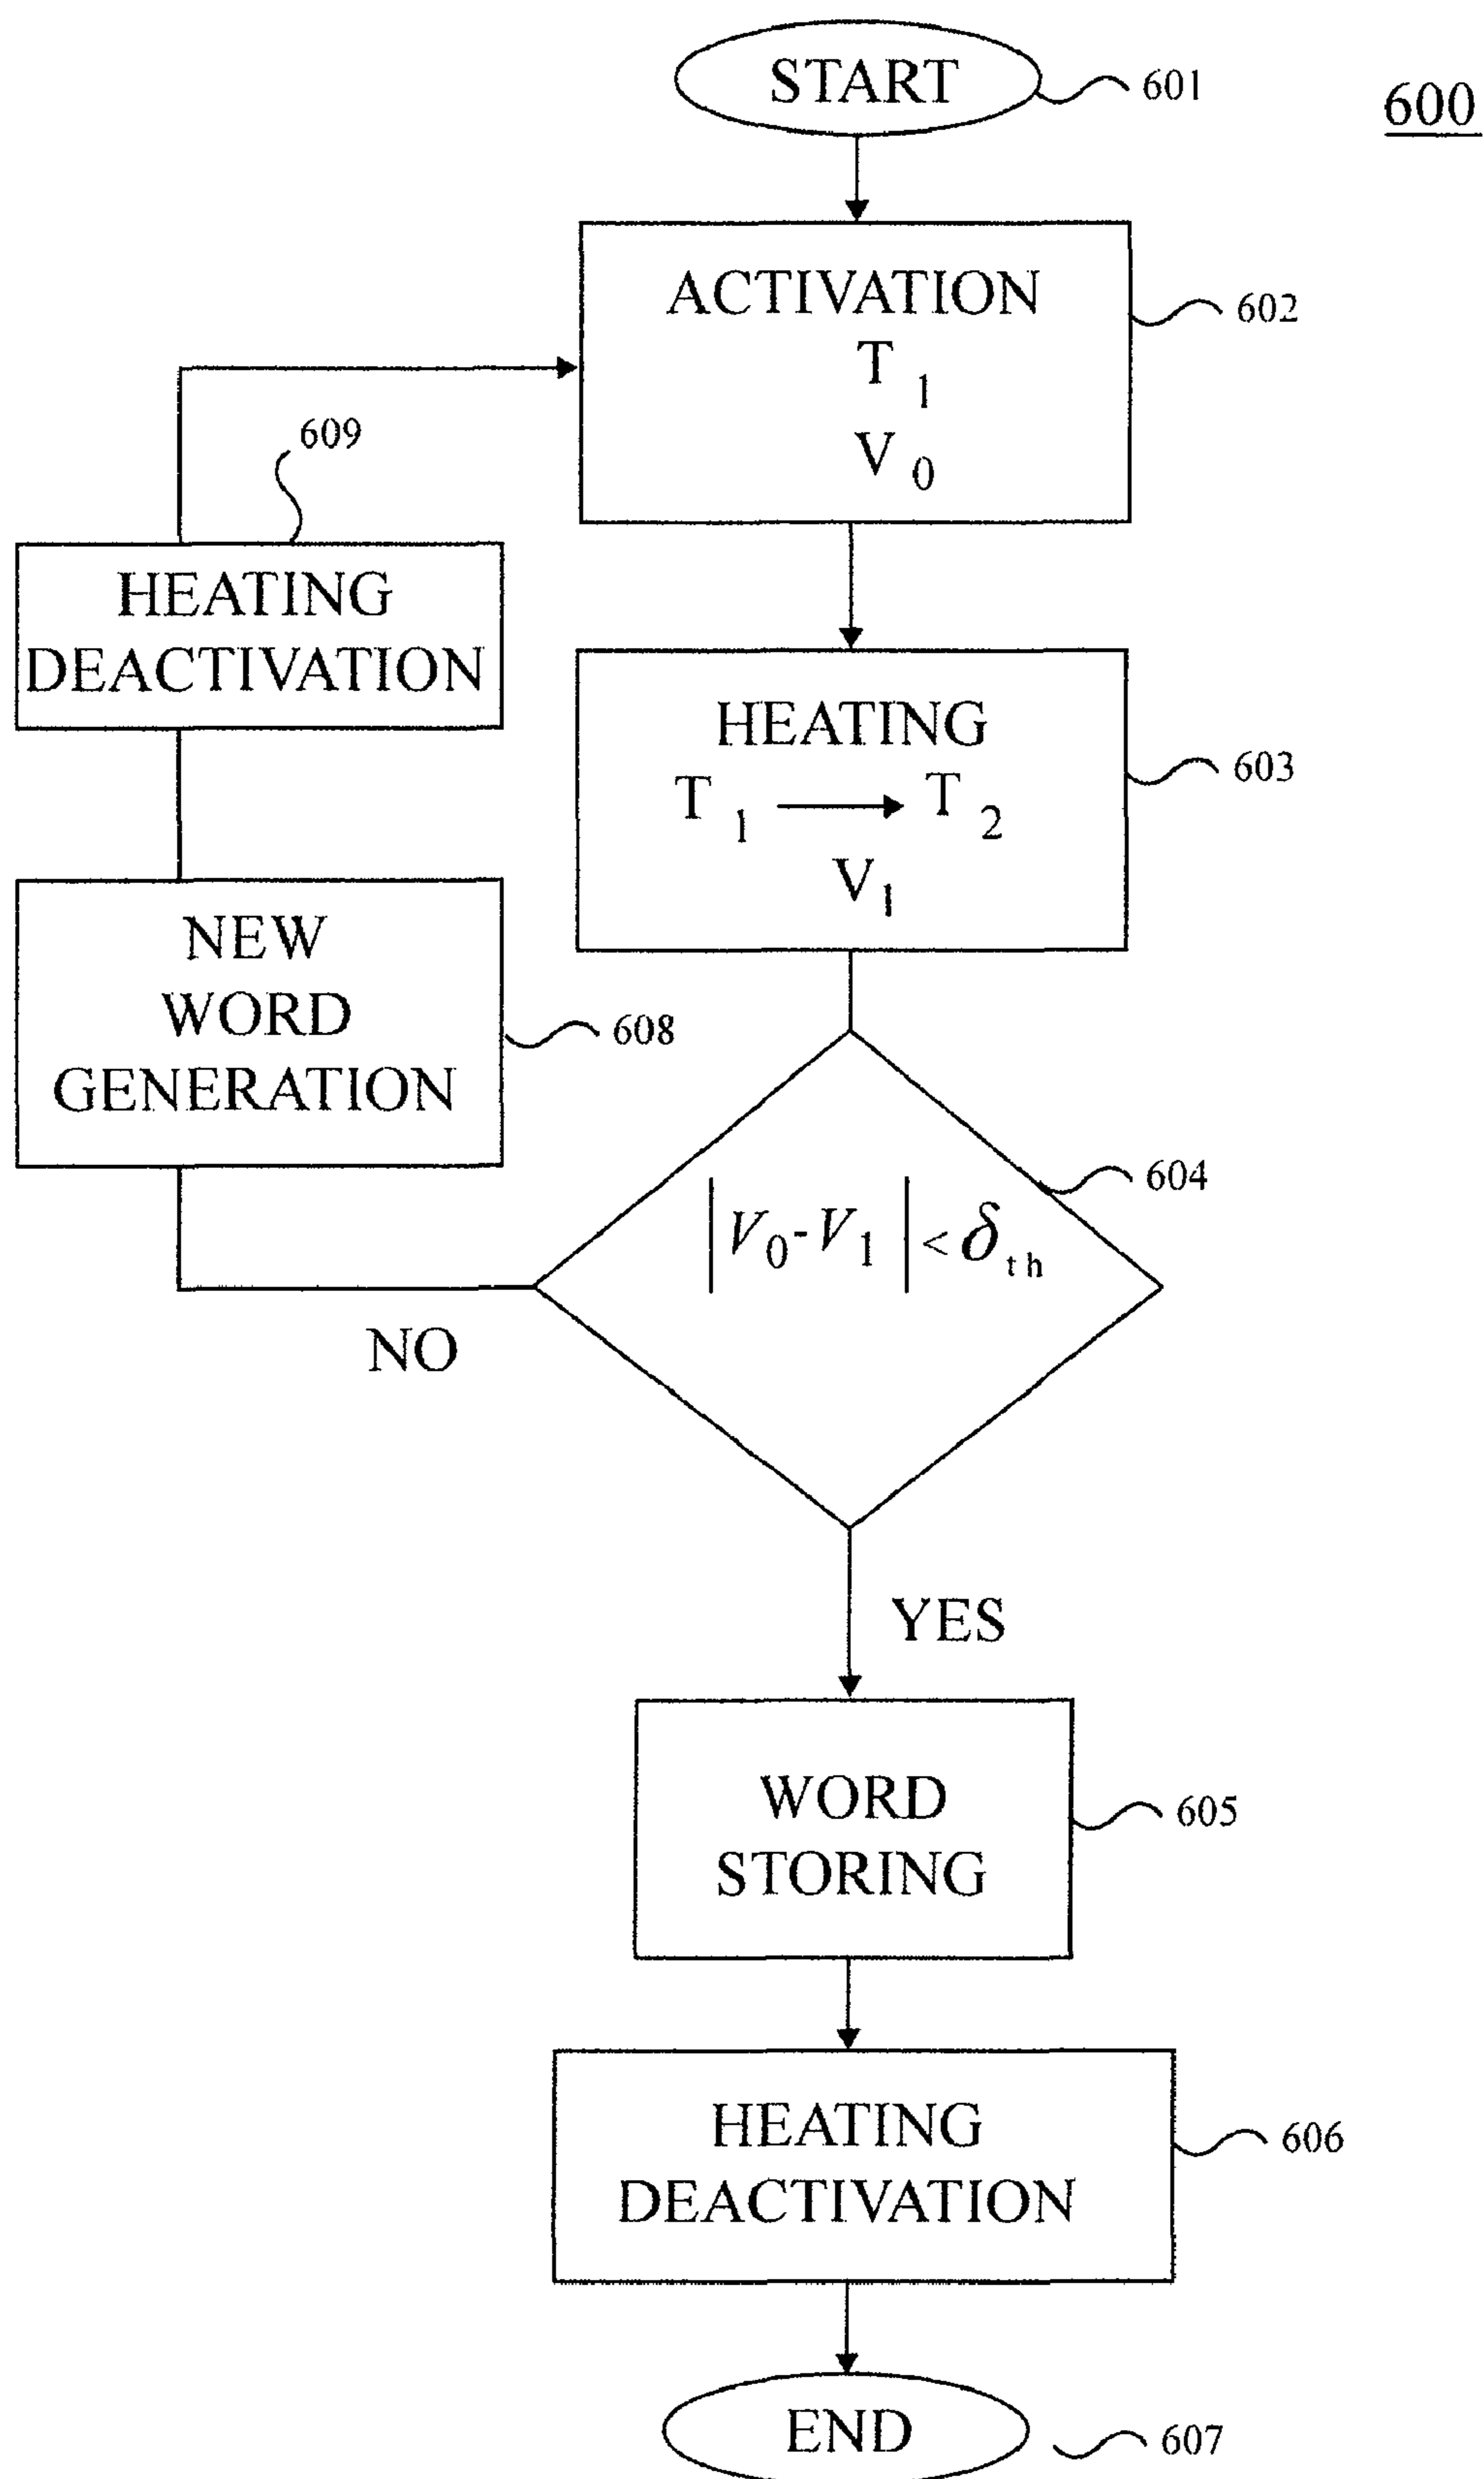 START
601
600
ACTIVATION
T 1
V 0
602
609
HEATING
DEACTIVATION
HEATING
T 1 → T 2
V 1
603
NEW
WORD
GENERATION
608
|V0-V1| < δ th
604
NO
YES
WORD
STORING
605
HEATING
DEACTIVATION
606
END
607